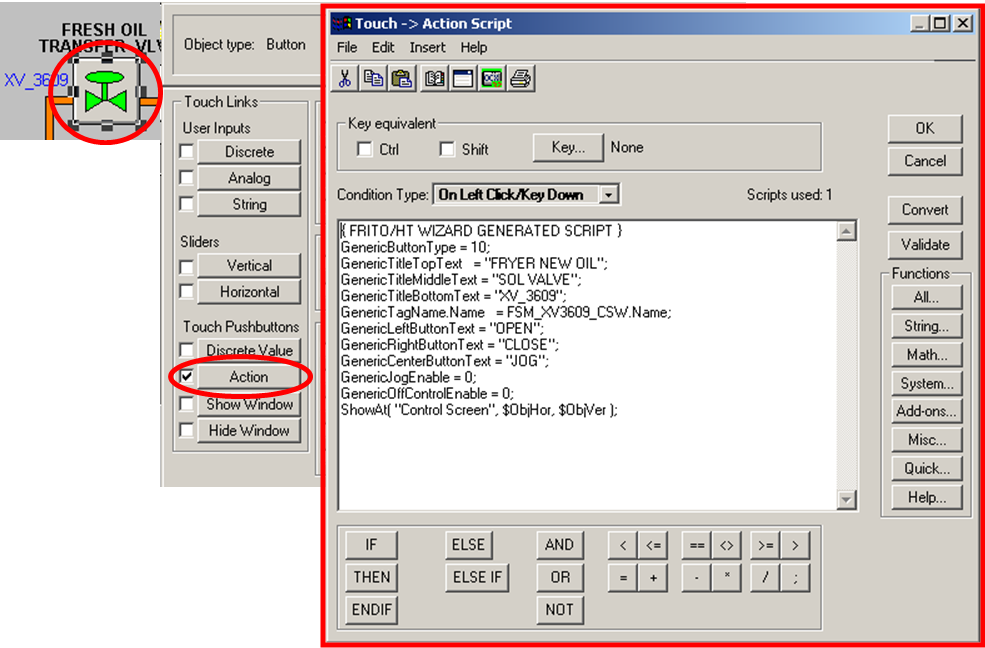 FRESH OIL
TRANSFER VLV
XV_3609
Object type: Button
Touch Links
User Inputs
Discrete
Analog
String
Sliders
Vertical
Horizontal
Touch Pushbuttons
Discrete Value
Action
Show Window
Hide Window
Touch -> Action Script
File Edit Insert Help
Key equivalent
Ctrl Shift Key... None
Condition Type: On Left Click/Key Down Scripts used: 1
{ FRITO/HT WIZARD GENERATED SCRIPT }
GenericButtonType = 10;
GenericTitleTopText = "FRYER NEW OIL";
GenericTitleMiddleText = "SOL VALVE";
GenericTitleBottomText = "XV_3609";
GenericTagName.Name = FSM_XV3609_CSW.Name;
GenericLeftButtonText = "OPEN";
GenericRightButtonText = "CLOSE";
GenericCenterButtonText = "JOG";
GenericJogEnable = 0;
GenericOffControlEnable = 0;
ShowAt( "Control Screen", $ObjHor, $ObjVer );
OK
Cancel
Convert
Validate
Functions
All...
String...
Math...
System...
Add-ons...
Misc...
Quick...
Help...
IF ELSE AND < <= == <> >= >
THEN ELSE IF OR = + - * / ;
ENDIF NOT